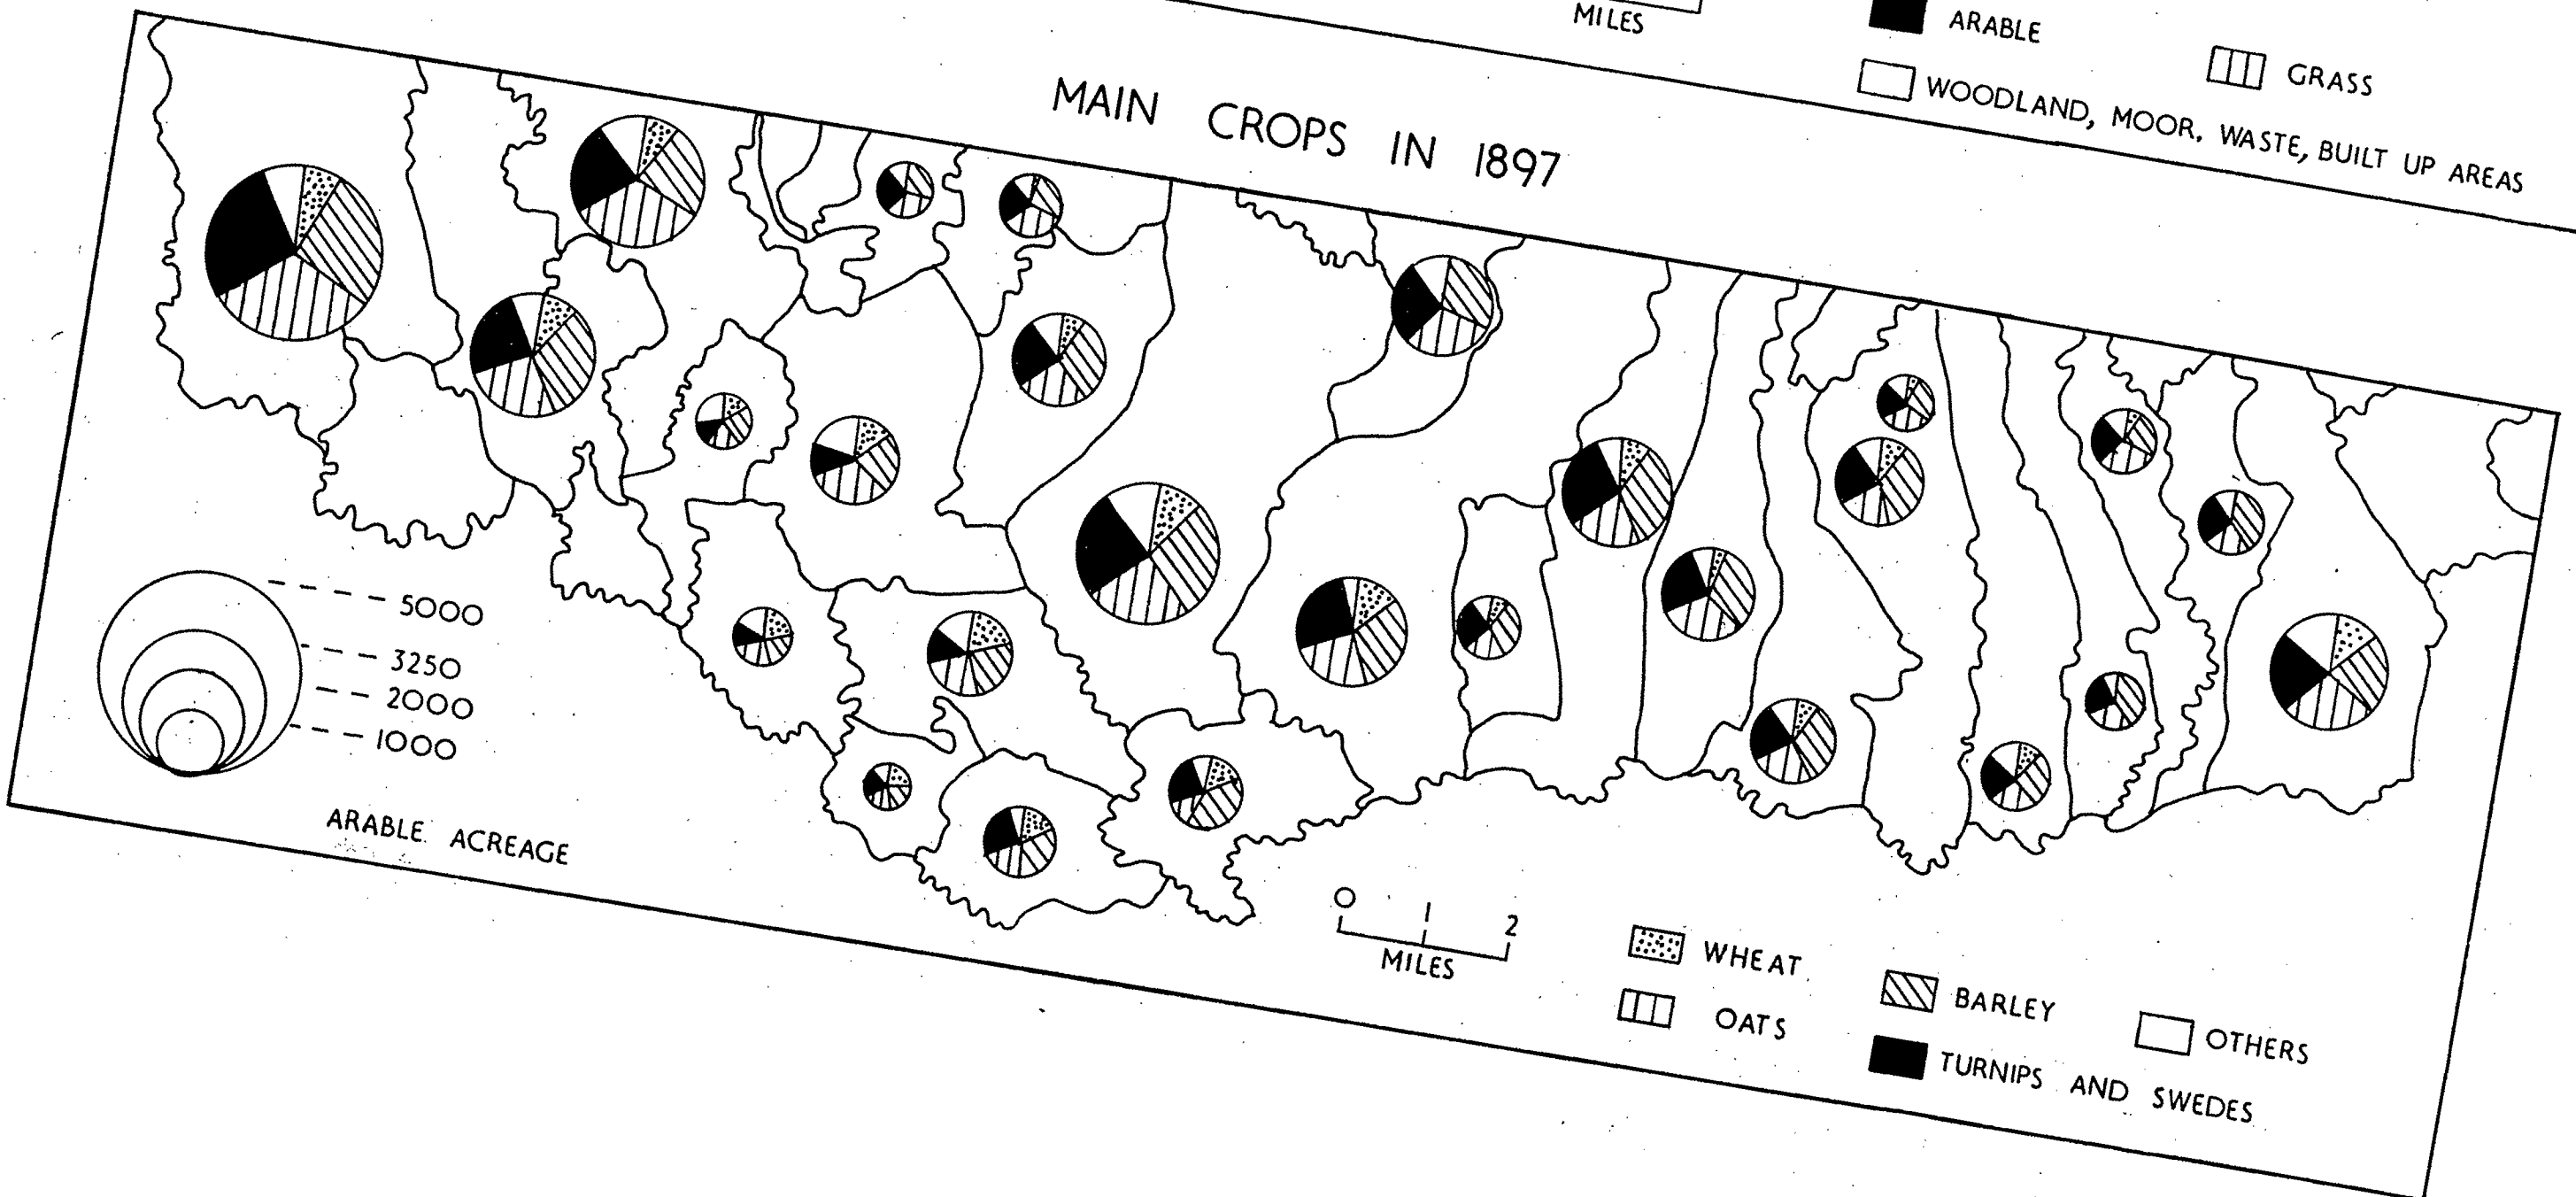 MILES
ARABLE
GRASS
WOODLAND, MOOR. WASTE, BUILT UP AREAS
MAIN CROPS IN 1897
5000
3250
2000
1000
ARABLE ACREAGE
0 1 2
MILES
WHEAT
BARLEY
OTHERS
OATS
TURNIPS AND SWEDES